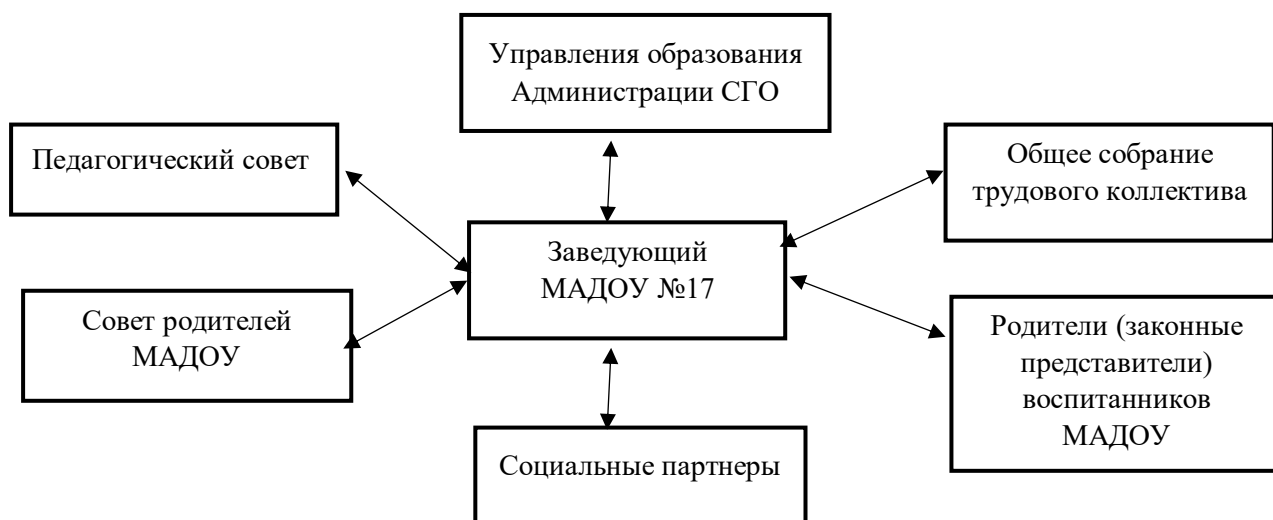 Управления образования
Администрации СГО
Педагогический совет
Общее собрание
трудового коллектива
Заведующий
МАДОУ №17
Совет родителей
МАДОУ
Родители (законные
представители)
воспитанников
МАДОУ
Социальные партнеры